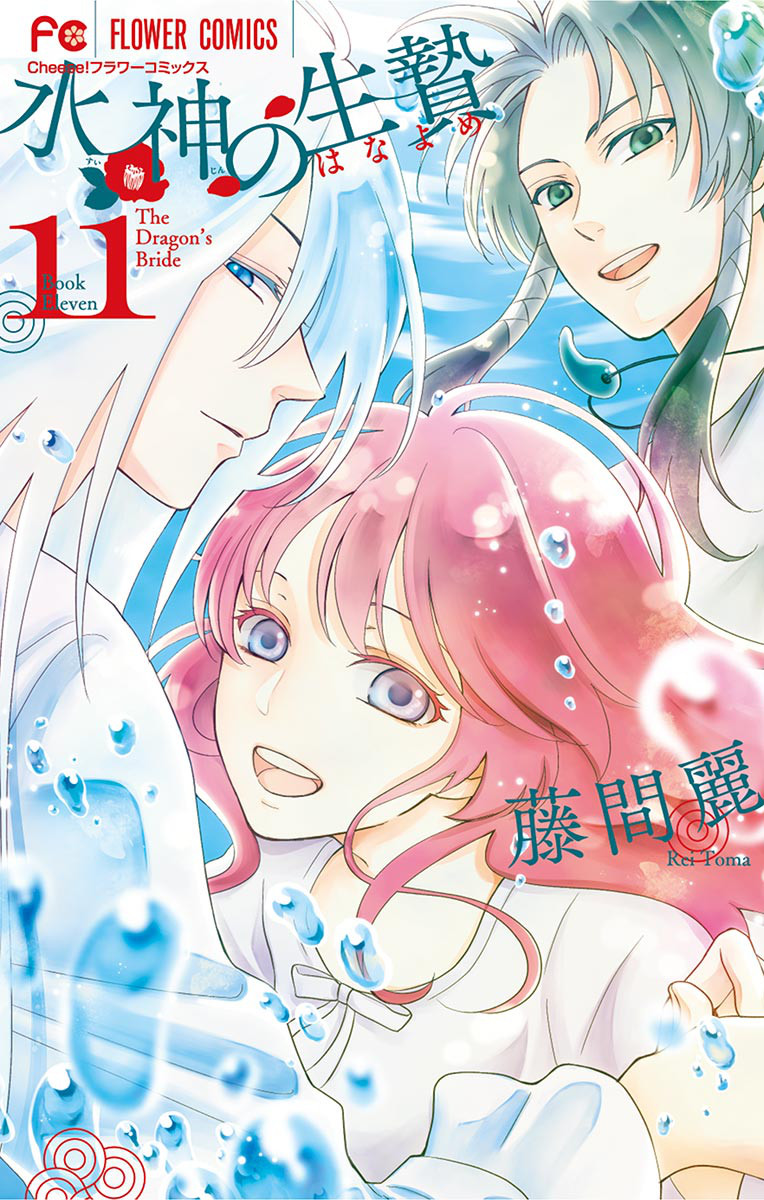 FC FLOWER COMICS
Cheese!フラワーコミックス
水神の生贄
すい じん はなよめ
11
Book
Eleven
The
Dragon's
Bride
藤間麗
Rei Toma